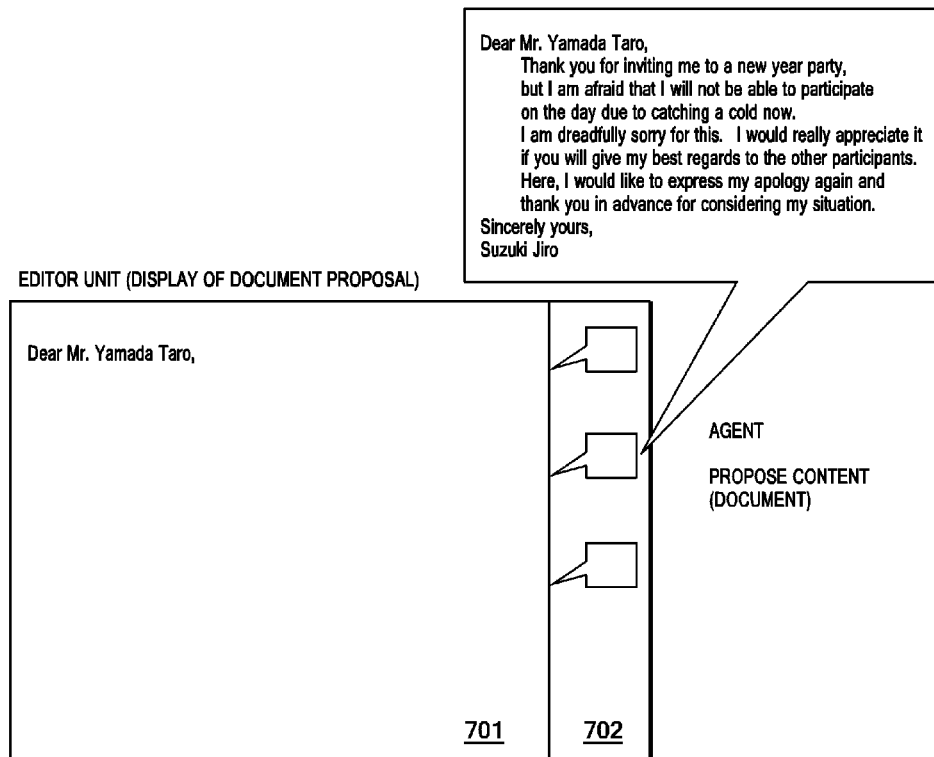 Dear Mr. Yamada Taro,
Thank you for inviting me to a new year party,
but I am afraid that I will not be able to participate
on the day due to catching a cold now.
I am dreadfully sorry for this. I would really appreciate it
if you will give my best regards to the other participants.
Here, I would like to express my apology again and
thank you in advance for considering my situation.
Sincerely yours,
Suzuki Jiro
EDITOR UNIT (DISPLAY OF DOCUMENT PROPOSAL)
Dear Mr. Yamada Taro,
AGENT
PROPOSE CONTENT
(DOCUMENT)
701
702